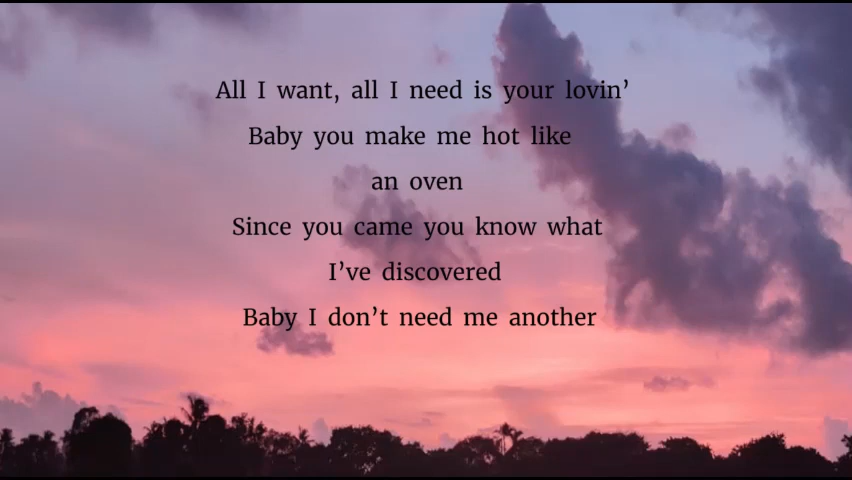 All I want, all I need is your lovin’
Baby you make me hot like
an oven
Since you came you know what
I’ve discovered
Baby I don’t need me another